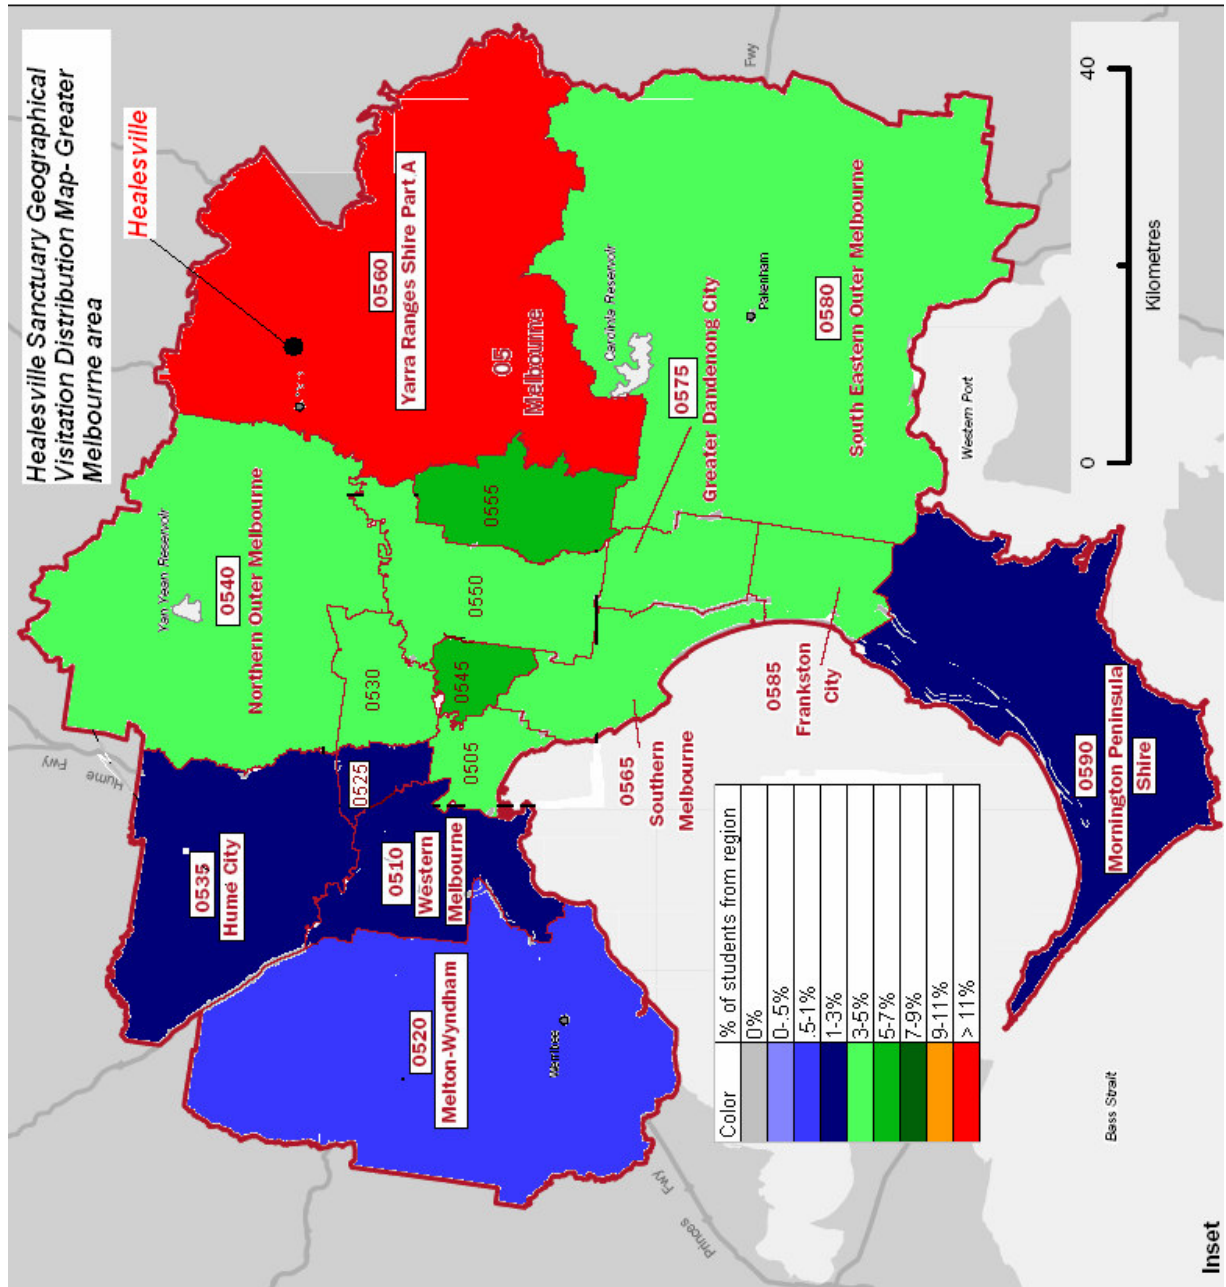 Healesville Sanctuary Geographical
Visitation Distribution Map- Greater
Melbourne area
Healesville
Hume
Fwy
Yan Yean Reservoir
0540
Northern Outer Melbourne
0535
Hume City
0560
Yarra Ranges Shire Part A
0530
0525
0510
Western
Melbourne
0520
Melton-Wyndham
0505
0545
0550
0555
05
Melbourne
Werribee
Cardinia Reservoir
0575
Greater Dandenong City
Pakenham
Fwy
0580
South Eastern Outer Melbourne
0565
Southern
Melbourne
0585
Frankston
City
Western Port
Princes
Fwy
0590
Mornington Peninsula
Shire
Color % of students from region
0%
0-.5%
.5-1%
1-3%
3-5%
5-7%
7-9%
9-11%
> 11%
Bass Strait
0 40
Kilometres
Inset